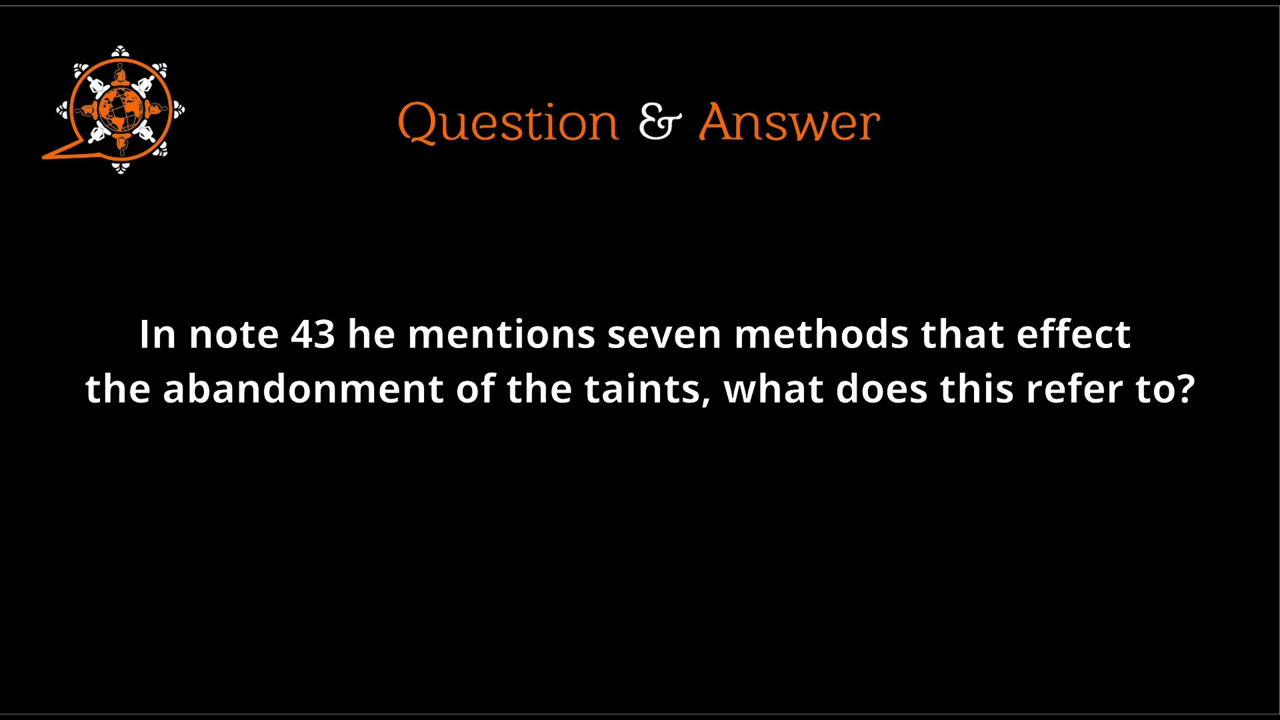 Question & Answer
In note 43 he mentions seven methods that effect
the abandonment of the taints, what does this refer to?